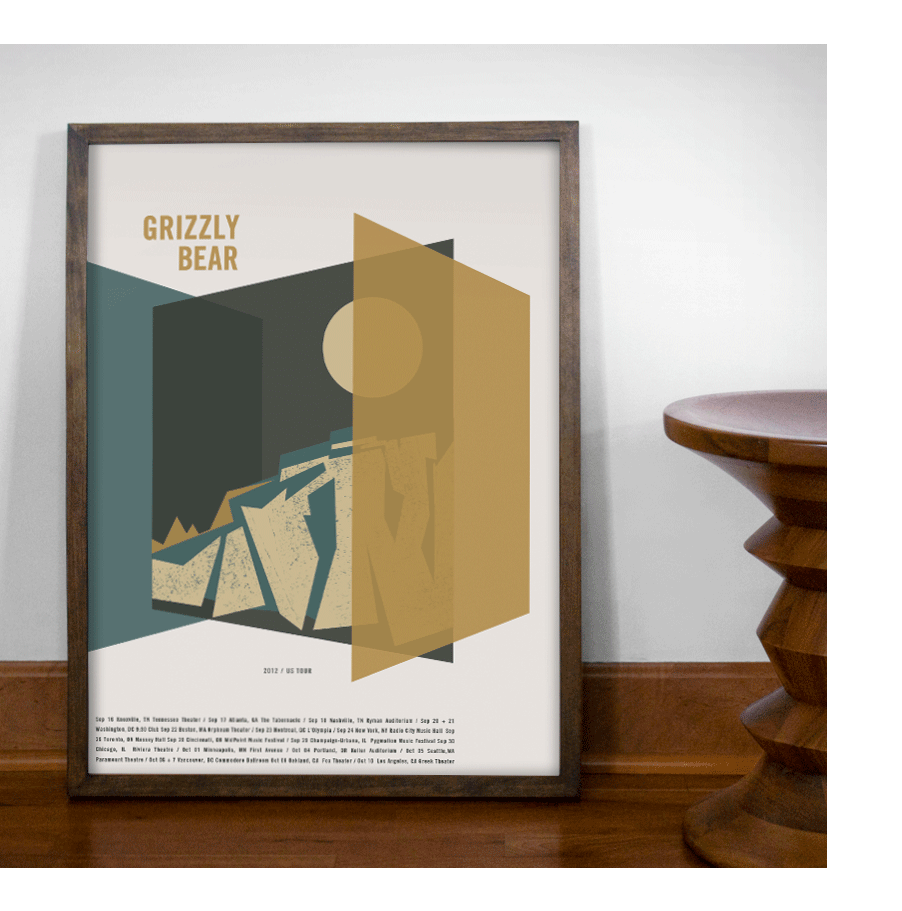 GRIZZLY
BEAR
2012 / US TOUR
Sep 16 Knoxville, TN Tennessee Theater / Sep 17 Atlanta, GA The Tabernacle / Sep 18 Nashville, TN Ryman Auditorium / Sep 20 + 21
Washington, DC 9:30 Club Sep 22 Boston, MA Orpheum Theater / Sep 23 Montreal, QC L'Olympia / Sep 24 New York, NY Radio City Music Hall Sep
26 Toronto, ON Massey Hall Sep 28 Cincinnati, OH MidPoint Music Festival / Sep 29 Champaign-Urbana, IL Pygmalion Music Festival Sep 30
Chicago, IL Riviera Theatre / Oct 01 Minneapolis, MN First Avenue / Oct 04 Portland, Auditorium / Oct 05 Seattle,WA
Paramount Theatre / Oct 06 + 7 Vancouver, BC Commodore Ballroom Oct 09 Oakland, CA Fox Theater / Oct 10 Los Angeles, CA Greek Theater